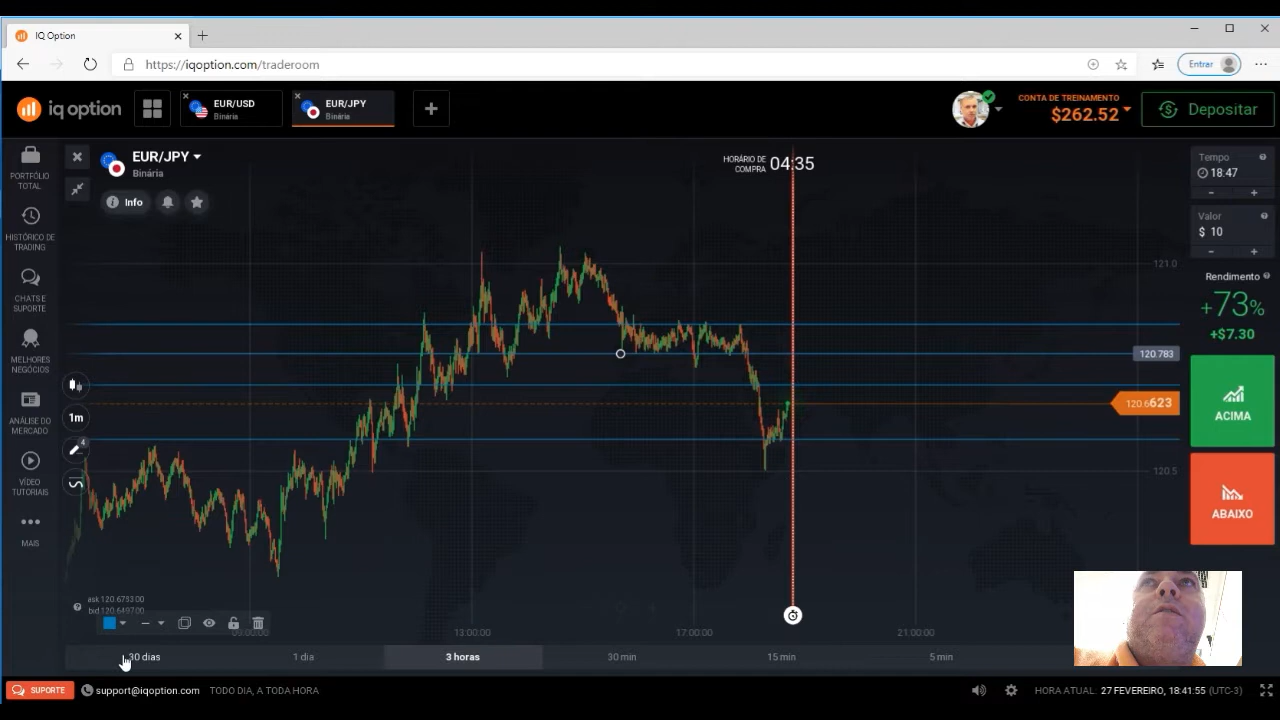 IQ Option
https://iqoption.com/traderoom
Entrar
iq option
EUR/USD
Binária
EUR/JPY
Binária
CONTA DE TREINAMENTO
$262.52
Depositar
PORTFÓLIO
TOTAL
HISTÓRICO DE
TRADING
CHATS E
SUPORTE
MELHORES
NEGÓCIOS
ANÁLISE DO
MERCADO
VÍDEO
TUTORIAIS
MAIS
EUR/JPY
Binária
Info
1m
4
HORÁRIO DE
COMPRA
04:35
121.0
120.783
120.6623
120.5
Tempo
18:47
- +
Valor
$ 10
- +
Rendimento
+73%
+$7.30
ACIMA
ABAIXO
09:00:00
13:00:00
17:00:00
21:00:00
30 dias
1 dia
3 horas
30 min
15 min
5 min
SUPORTE
support@iqoption.com
TODO DIA, A TODA HORA
HORA ATUAL: 27 FEVEREIRO, 18:41:55 (UTC-3)